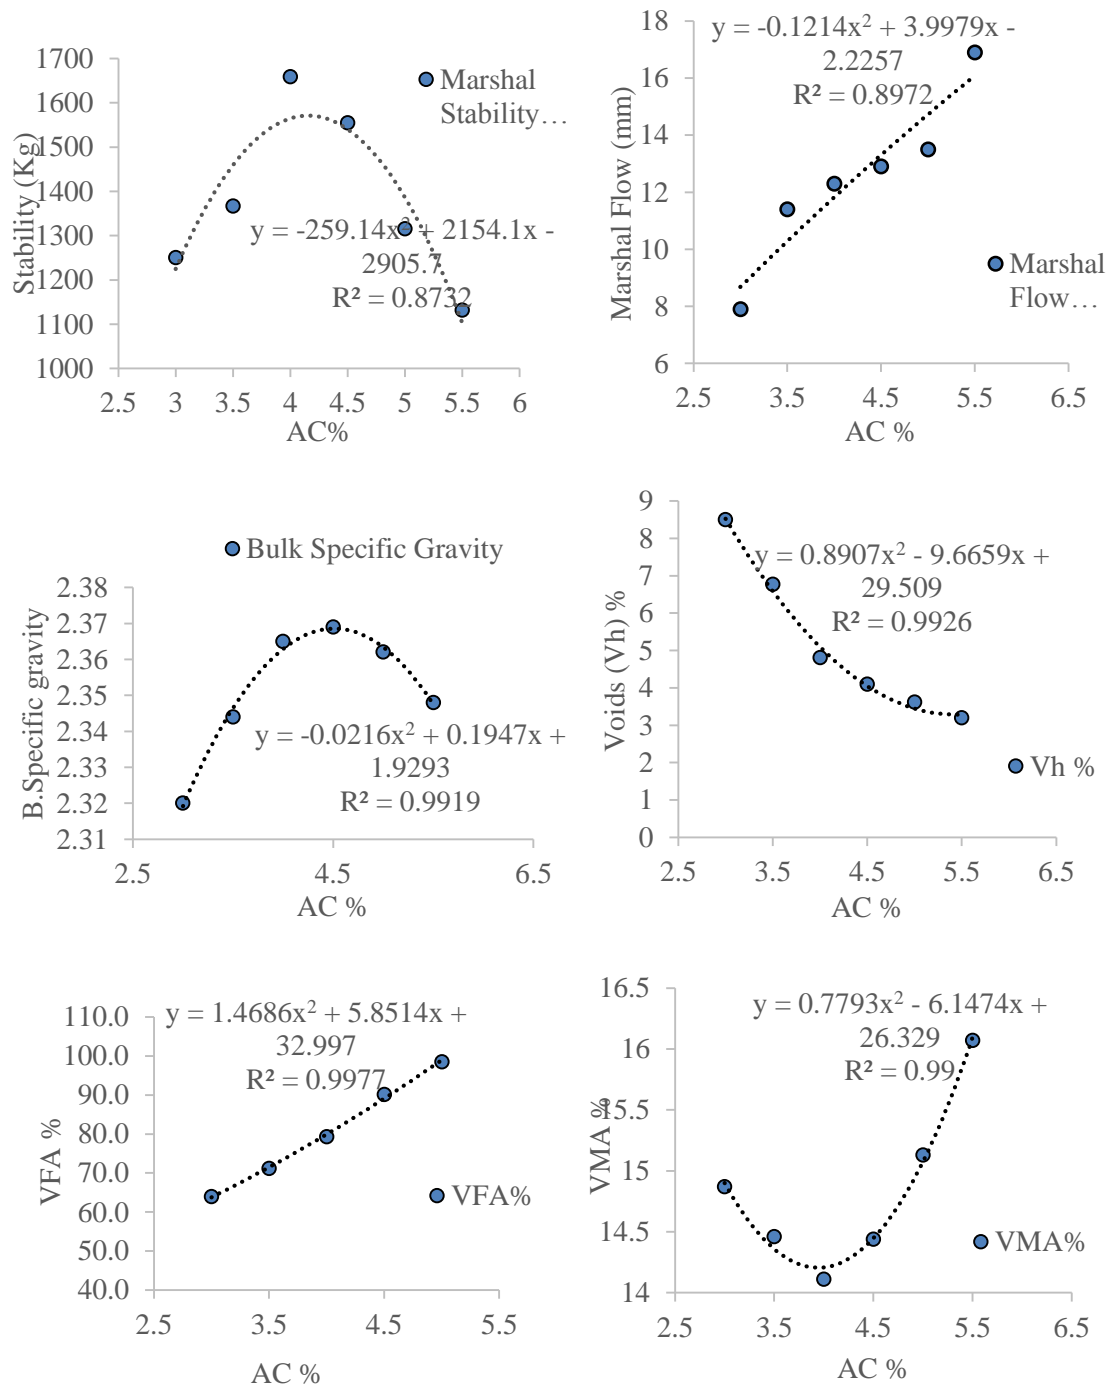 1700
1600
1500
1400
1300
1200
1100
1000
Stability (Kg)
Marshal
Stability…
y = -259.14x² + 2154.1x -
2905.7
R² = 0.8732
2.5 3 3.5 4 4.5 5 5.5 6
AC%
18
16
14
12
10
8
6
Marshal Flow (mm)
y = -0.1214x² + 3.9979x -
2.2257
R² = 0.8972
Marshal
Flow…
2.5 3.5 4.5 5.5 6.5
AC %
Bulk Specific Gravity
2.38
2.37
2.36
2.35
2.34
2.33
2.32
2.31
B.Specific gravity
y = -0.0216x² + 0.1947x +
1.9293
R² = 0.9919
2.5 4.5 6.5
AC %
9
8
7
6
5
4
3
2
1
0
Voids (Vh) %
y = 0.8907x² - 9.6659x +
29.509
R² = 0.9926
Vh %
2.5 3.5 4.5 5.5 6.5
AC %
110.0
100.0
90.0
80.0
70.0
60.0
50.0
40.0
VFA %
y = 1.4686x² + 5.8514x +
32.997
R² = 0.9977
VFA%
2.5 3.5 4.5 5.5
AC %
16.5
16
15.5
15
14.5
14
VMA %
y = 0.7793x² - 6.1474x +
26.329
R² = 0.99
VMA%
2.5 3.5 4.5 5.5 6.5
AC %